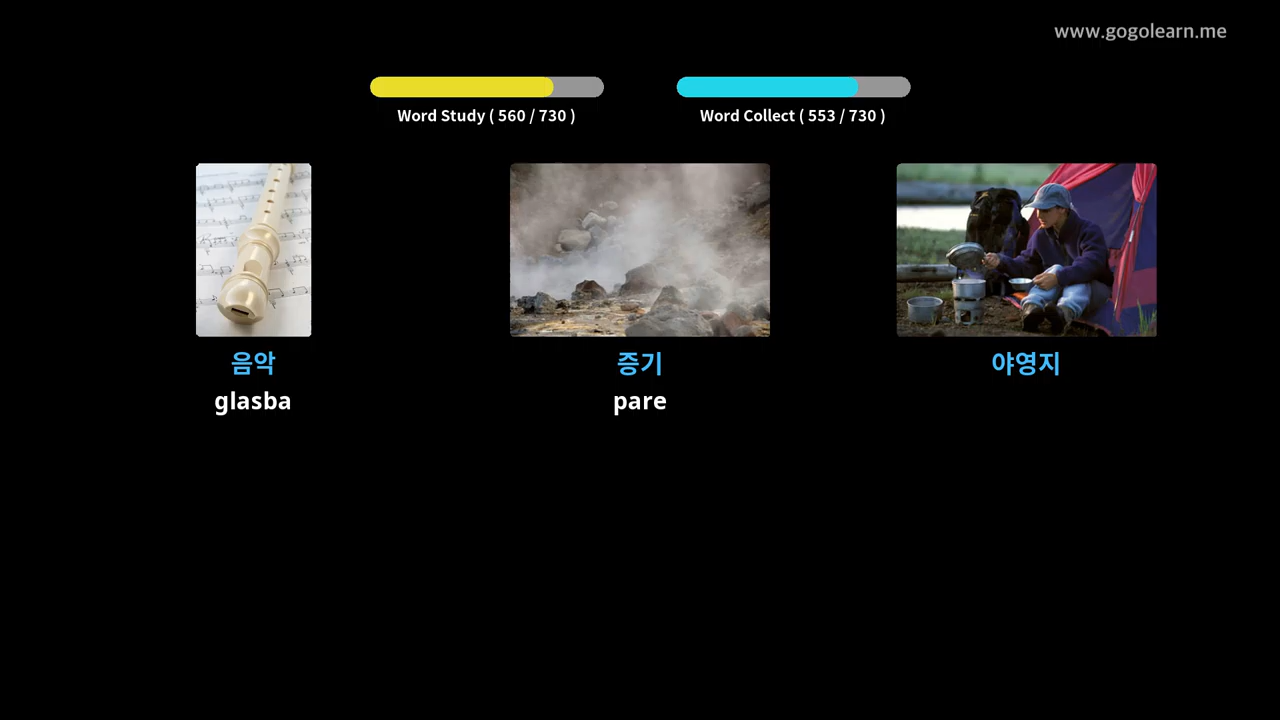 www.gogolearn.me
Word Study ( 560 / 730 )
Word Collect ( 553 / 730 )
음악
증기
야영지
glasba
pare